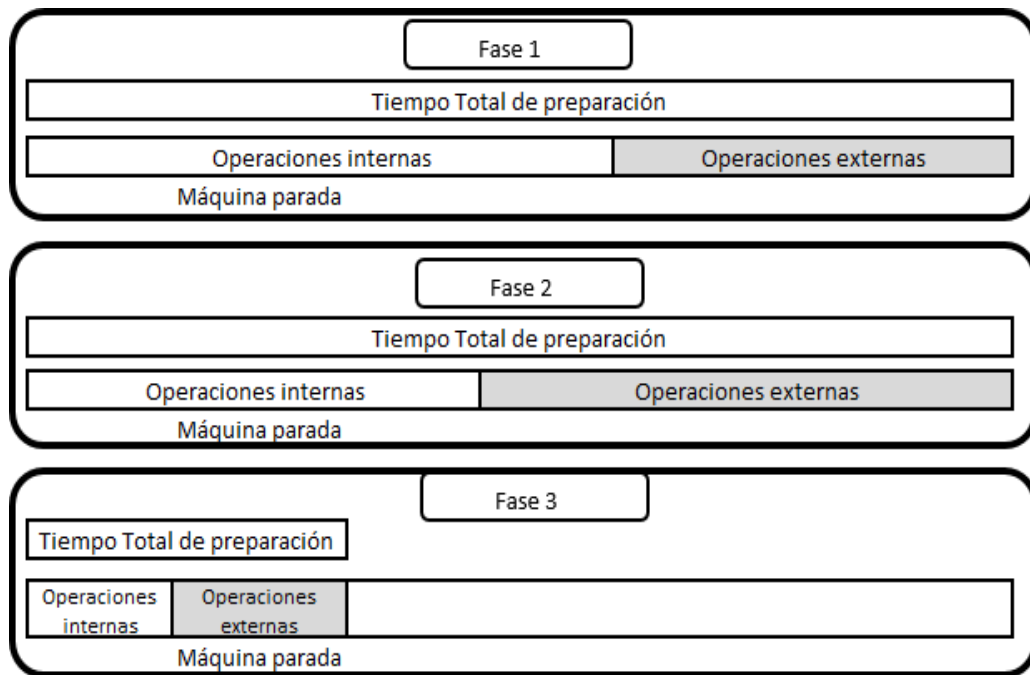 Fase 1
Tiempo Total de preparación
Operaciones internas Operaciones externas
Máquina parada
Fase 2
Tiempo Total de preparación
Operaciones internas Operaciones externas
Máquina parada
Fase 3
Tiempo Total de preparación
Operaciones
internas
Operaciones
externas
Máquina parada